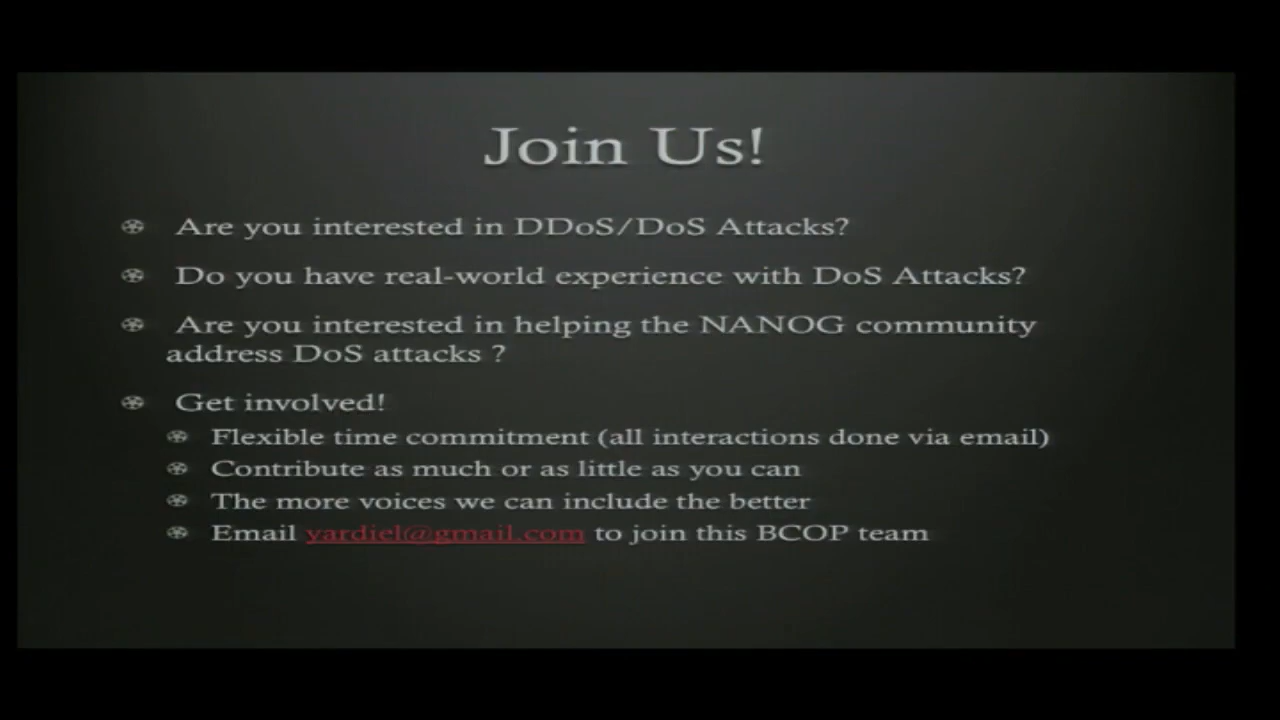 Join Us!
Are you interested in DDoS/DoS Attacks?
Do you have real-world experience with DoS Attacks?
Are you interested in helping the NANOG community
address DoS attacks ?
Get involved!
Flexible time commitment (all interactions done via email)
Contribute as much or as little as you can
The more voices we can include the better
Email yardiel@gmail.com to join this BCOP team